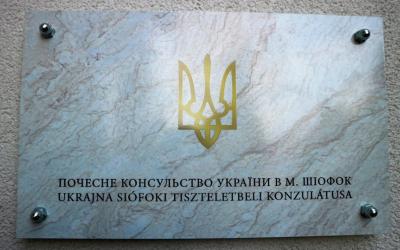 ПОЧЕСНЕ КОНСУЛЬСТВО УКРАЇНИ В М. ШІОФОК
UKRAJNA SIÓFOKI TISZTELETBELI KONZULÁTUSA